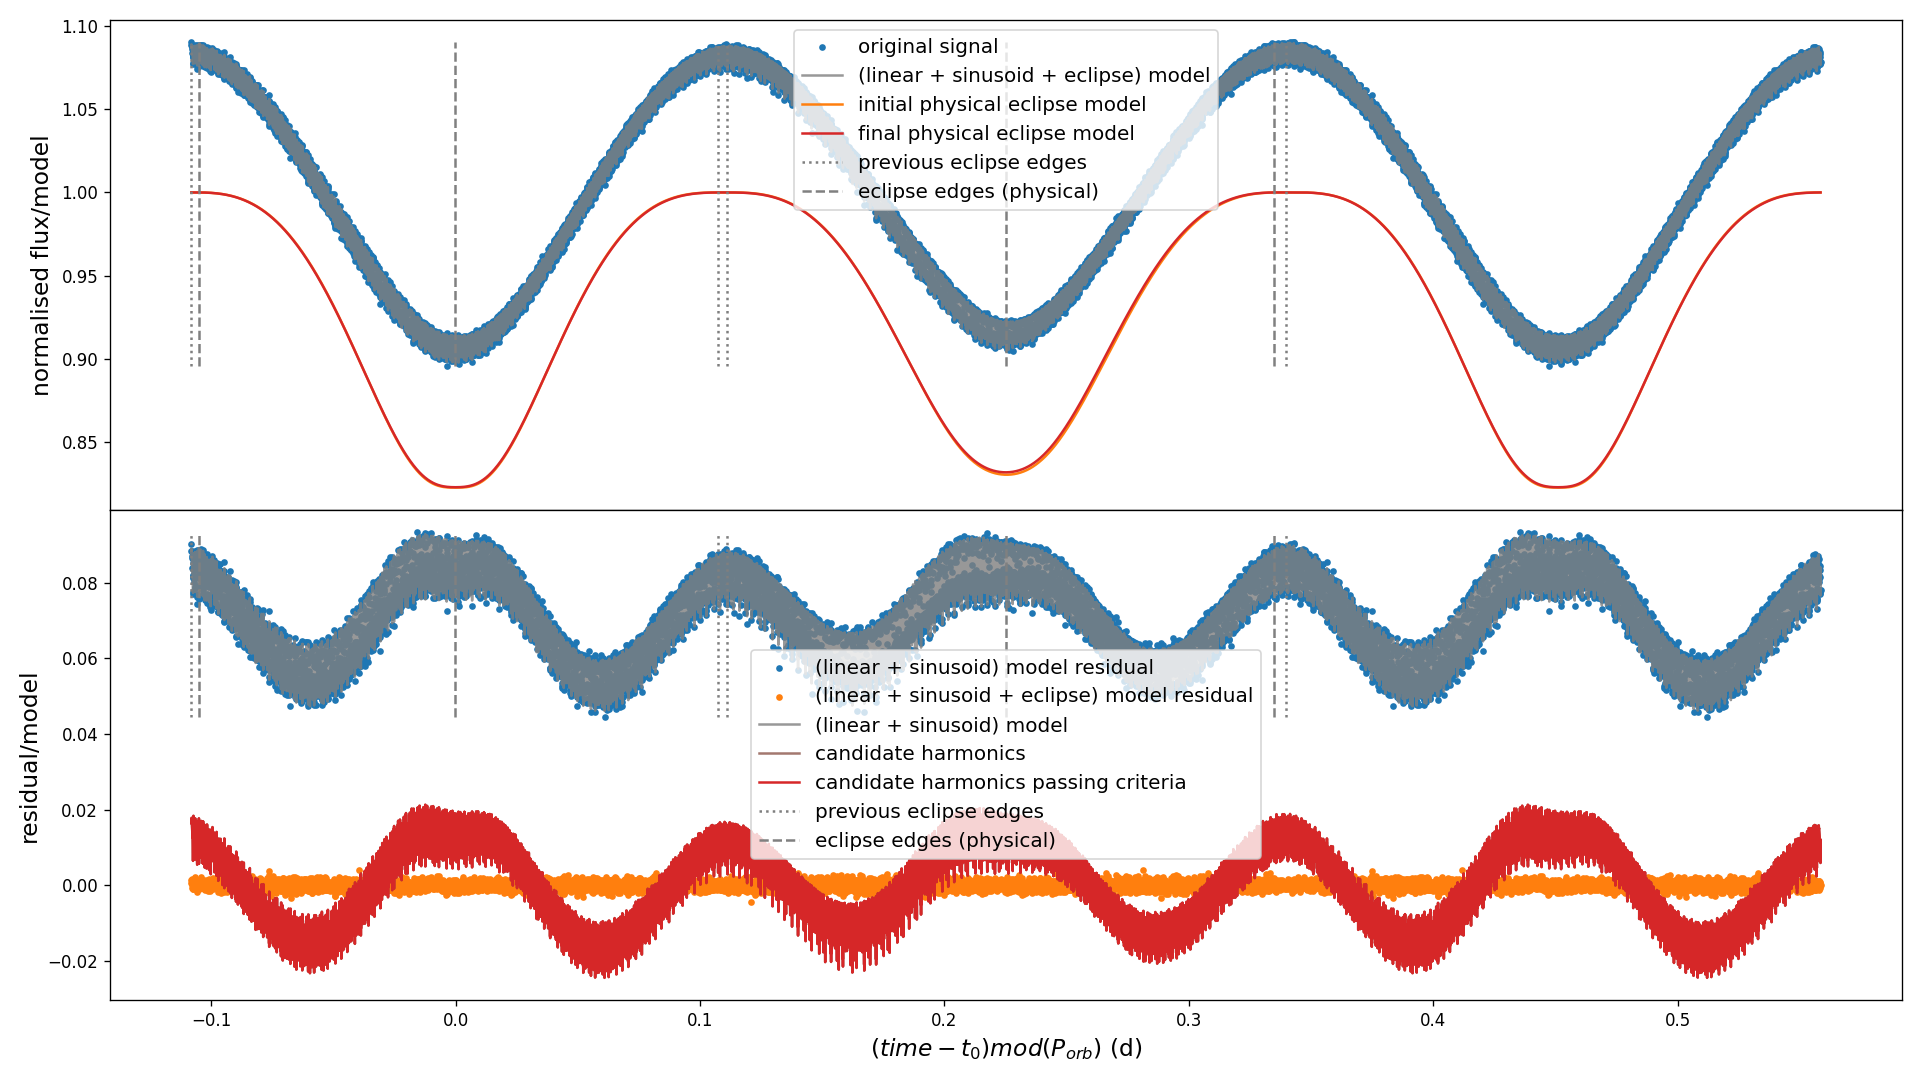 normalised flux/model
1.10
1.05
1.00
0.95
0.90
0.85
original signal
(linear + sinusoid + eclipse) model
initial physical eclipse model
final physical eclipse model
previous eclipse edges
eclipse edges (physical)
residual/model
0.08
0.06
0.04
0.02
0.00
−0.02
(linear + sinusoid) model residual
(linear + sinusoid + eclipse) model residual
(linear + sinusoid) model
candidate harmonics
candidate harmonics passing criteria
previous eclipse edges
eclipse edges (physical)
−0.1 0.0 0.1 0.2 0.3 0.4 0.5
(time − t₀)mod(Pₒᵣb) (d)